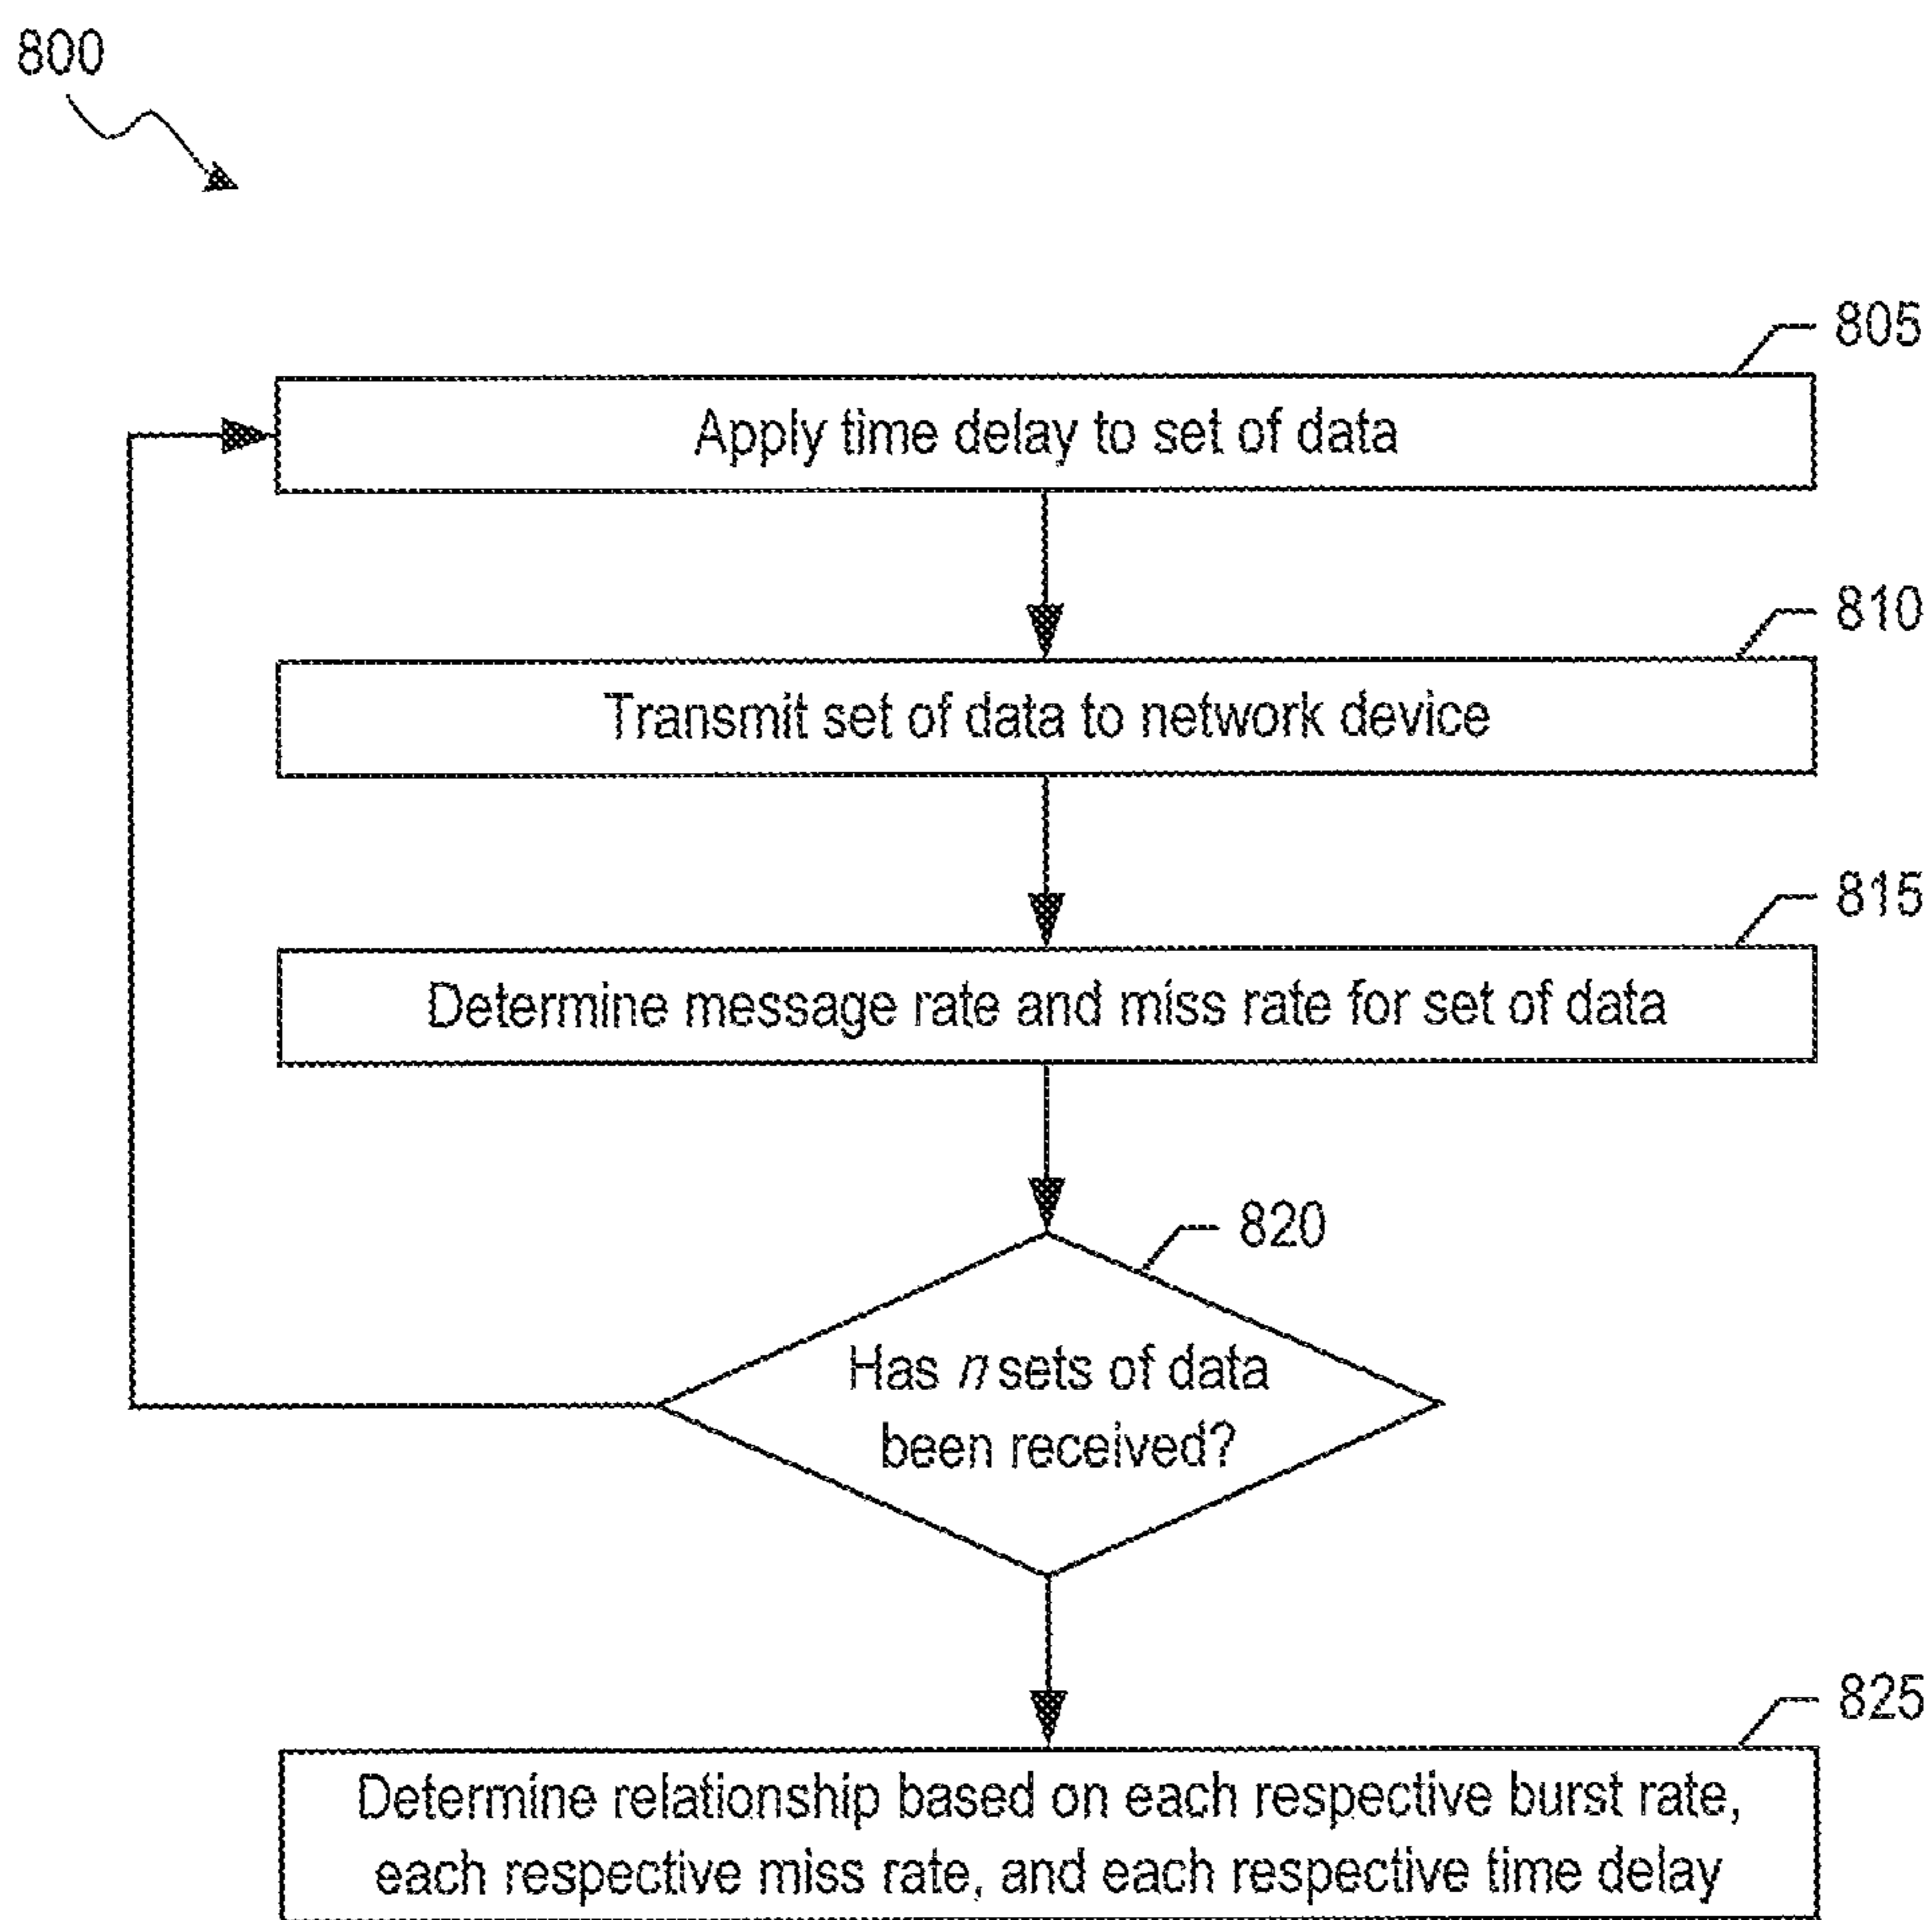 800
805
Apply time delay to set of data
810
Transmit set of data to network device
815
Determine message rate and miss rate for set of data
820
Has n sets of data
been received?
825
Determine relationship based on each respective burst rate,
each respective miss rate, and each respective time delay